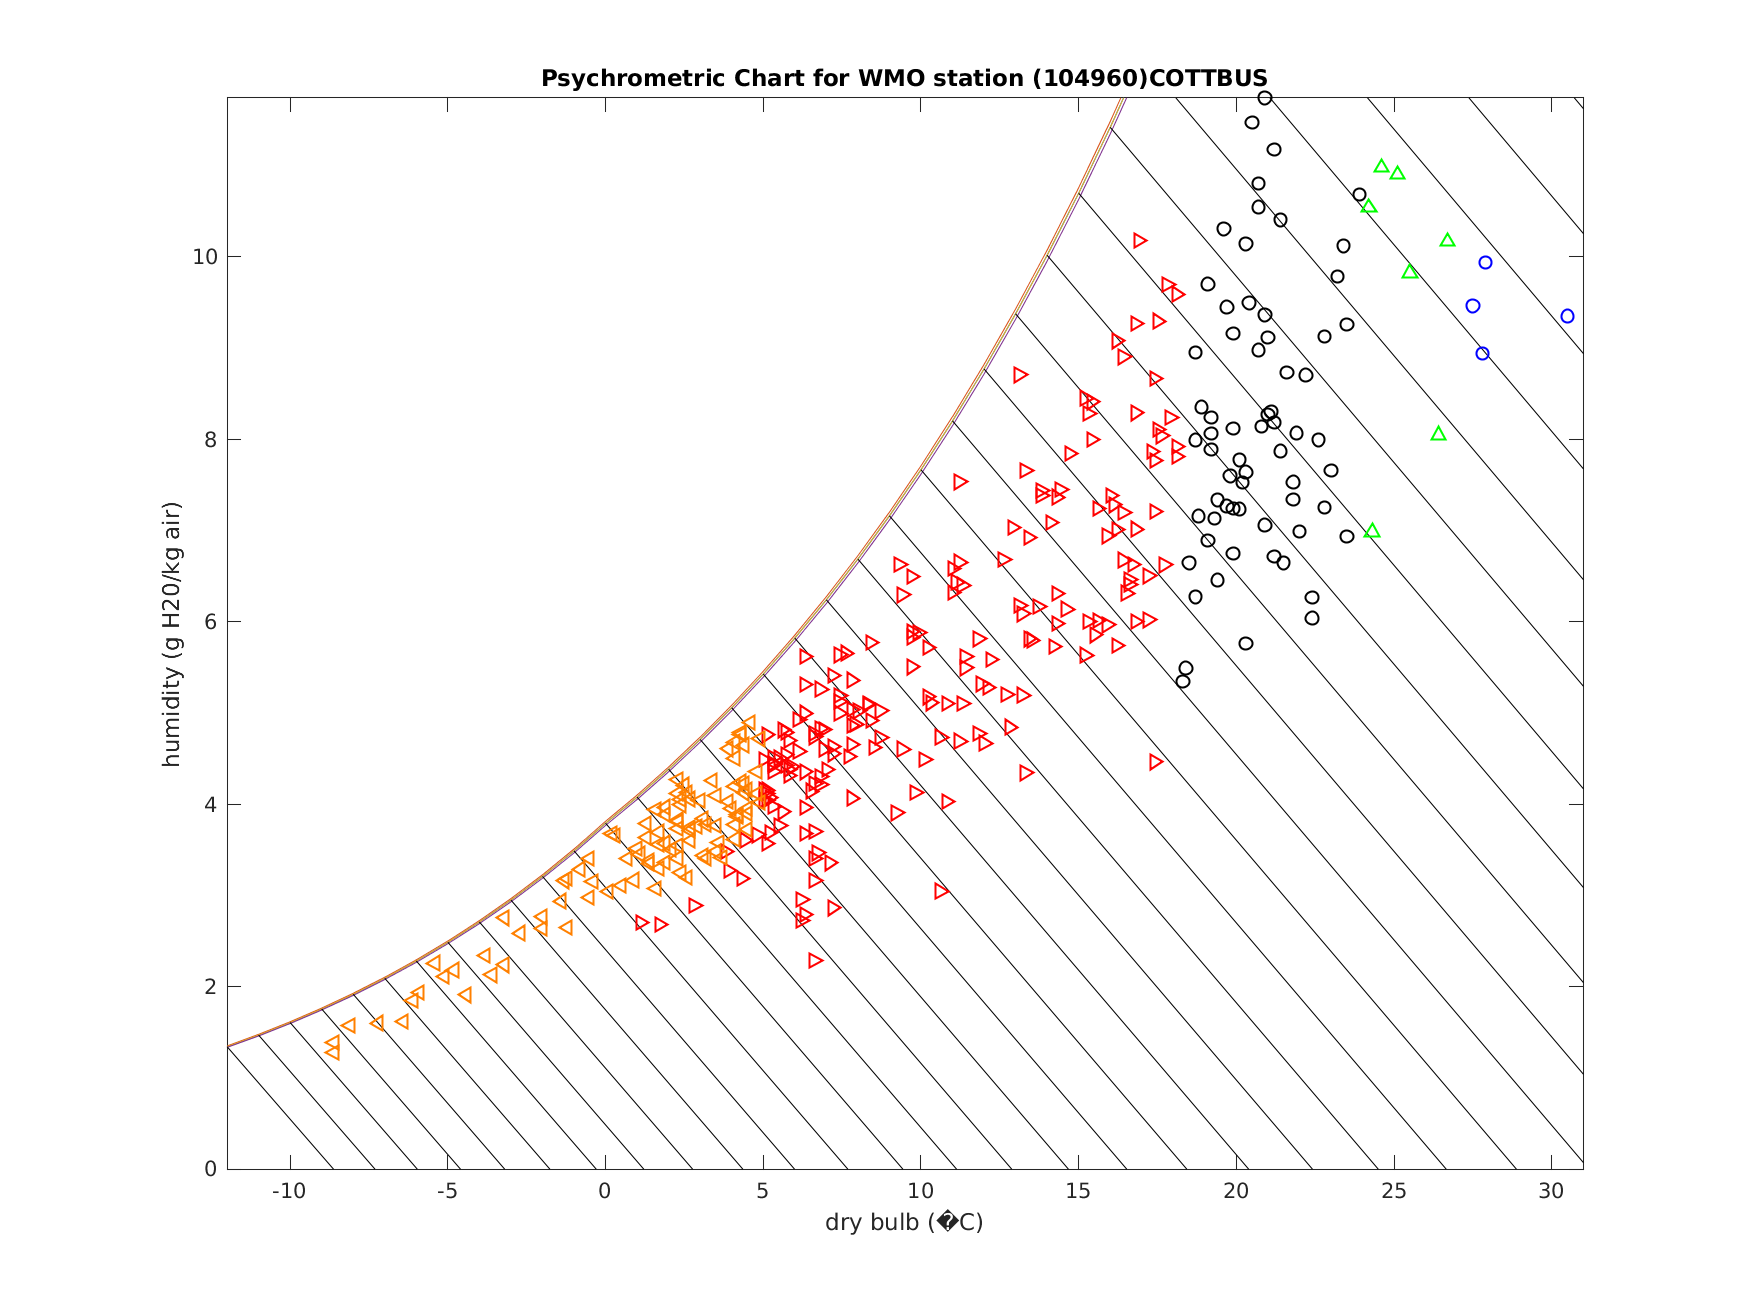 Psychrometric Chart for WMO station (104960)COTTBUS
10
8
6
4
2
0
humidity (g H20/kg air)
-10 -5 0 5 10 15 20 25 30
dry bulb (�C)